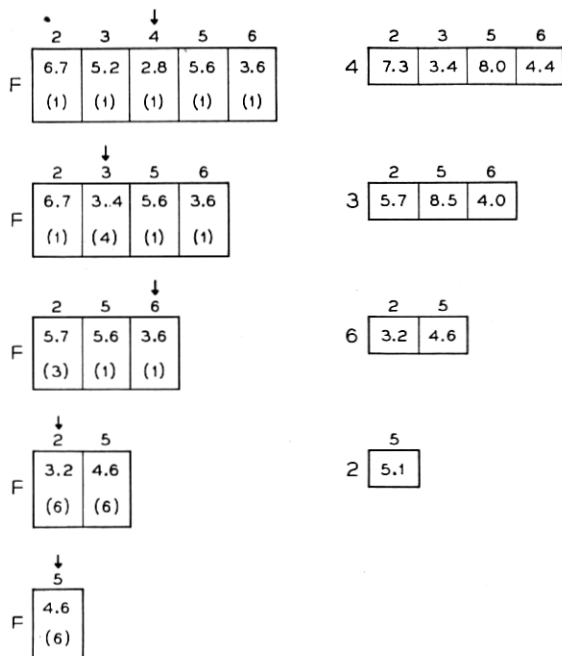 2 3 4 5 6
F 6.7 5.2 2.8 5.6 3.6
(1) (1) (1) (1) (1)
2 3 5 6
4 7.3 3.4 8.0 4.4
2 3 5 6
F 6.7 3..4 5.6 3.6
(1) (4) (1) (1)
2 5 6
3 5.7 8.5 4.0
2 5 6
F 5.7 5.6 3.6
(3) (1) (1)
2 5
6 3.2 4.6
2 5
F 3.2 4.6
(6) (6)
5
2 5.1
5
F 4.6
(6)